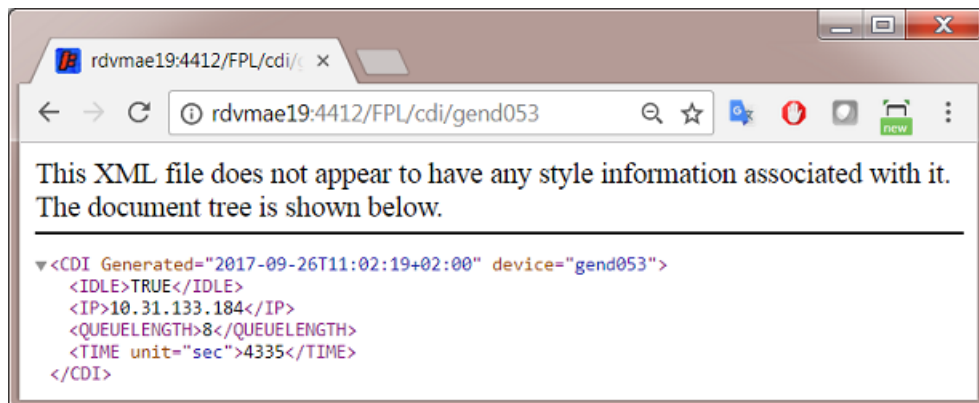 rdvmae19:4412/FPL/cdi/g
rdvmae19:4412/FPL/cdi/gend053
new
This XML file does not appear to have any style information associated with it.
The document tree is shown below.
<CDI Generated="2017-09-26T11:02:19+02:00" device="gend053">
<IDLE>TRUE</IDLE>
<IP>10.31.133.184</IP>
<QUEUELENGTH>8</QUEUELENGTH>
<TIME unit="sec">4335</TIME>
</CDI>